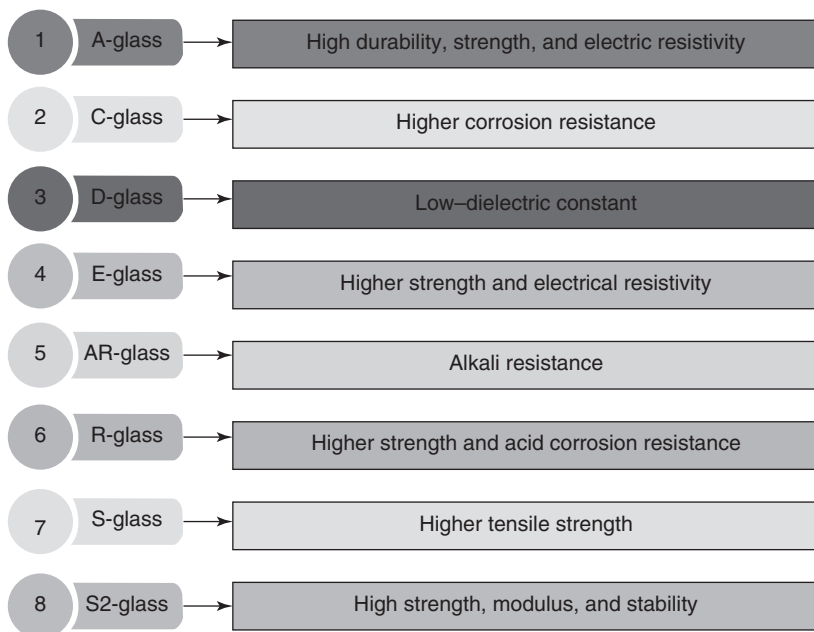 1 A-glass High durability, strength, and electric resistivity
2 C-glass Higher corrosion resistance
3 D-glass Low–dielectric constant
4 E-glass Higher strength and electrical resistivity
5 AR-glass Alkali resistance
6 R-glass Higher strength and acid corrosion resistance
7 S-glass Higher tensile strength
8 S2-glass High strength, modulus, and stability